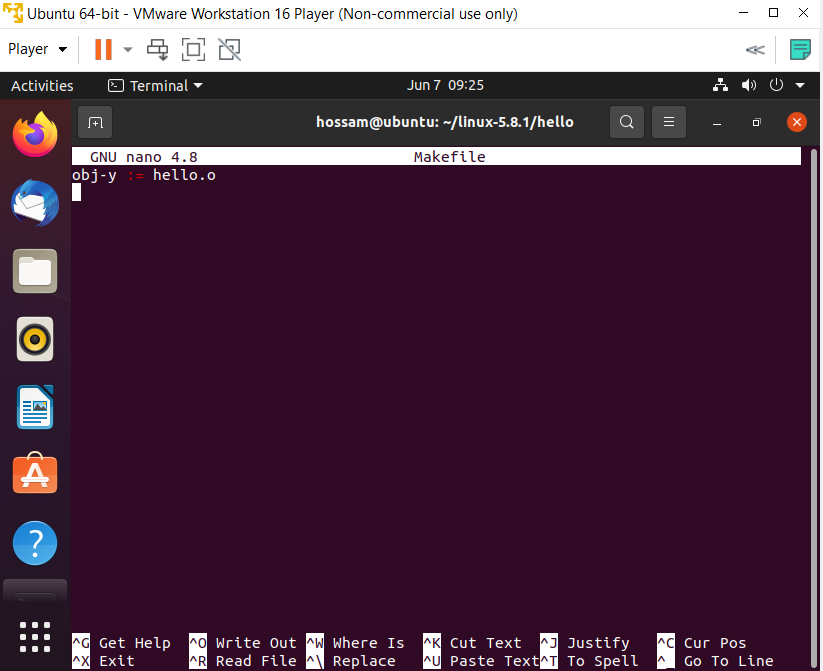 Ubuntu 64-bit - VMware Workstation 16 Player (Non-commercial use only)
Player
Activities Terminal Jun 7 09:25
hossam@ubuntu: ~/linux-5.8.1/hello
GNU nano 4.8 Makefile
obj-y := hello.o
^G Get Help ^O Write Out ^W Where Is ^K Cut Text ^J Justify ^C Cur Pos
^X Exit ^R Read File ^\ Replace ^U Paste Text ^T To Spell ^_ Go To Line